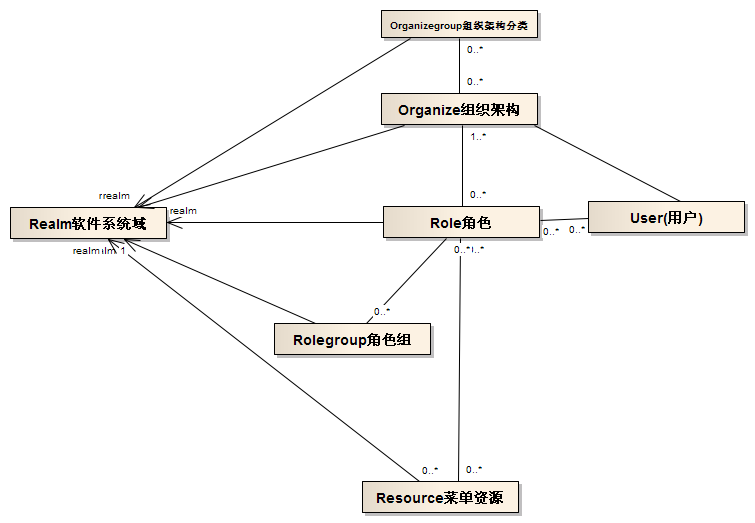 Organizegroup组织架构分类
0..*
0..*
Organize组织架构
1..*
rrealm
0..*
realm
Realm软件系统域
Role角色
User(用户)
0..*
0..*
realm
1
0..*
0..*
Rolegroup角色组
0..*
0..*
Resource菜单资源